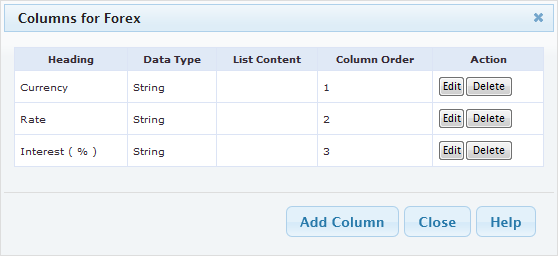 Columns for Forex
Heading Data Type List Content Column Order Action
Currency String 1 Edit Delete
Rate String 2 Edit Delete
Interest ( % ) String 3 Edit Delete
Add Column Close Help